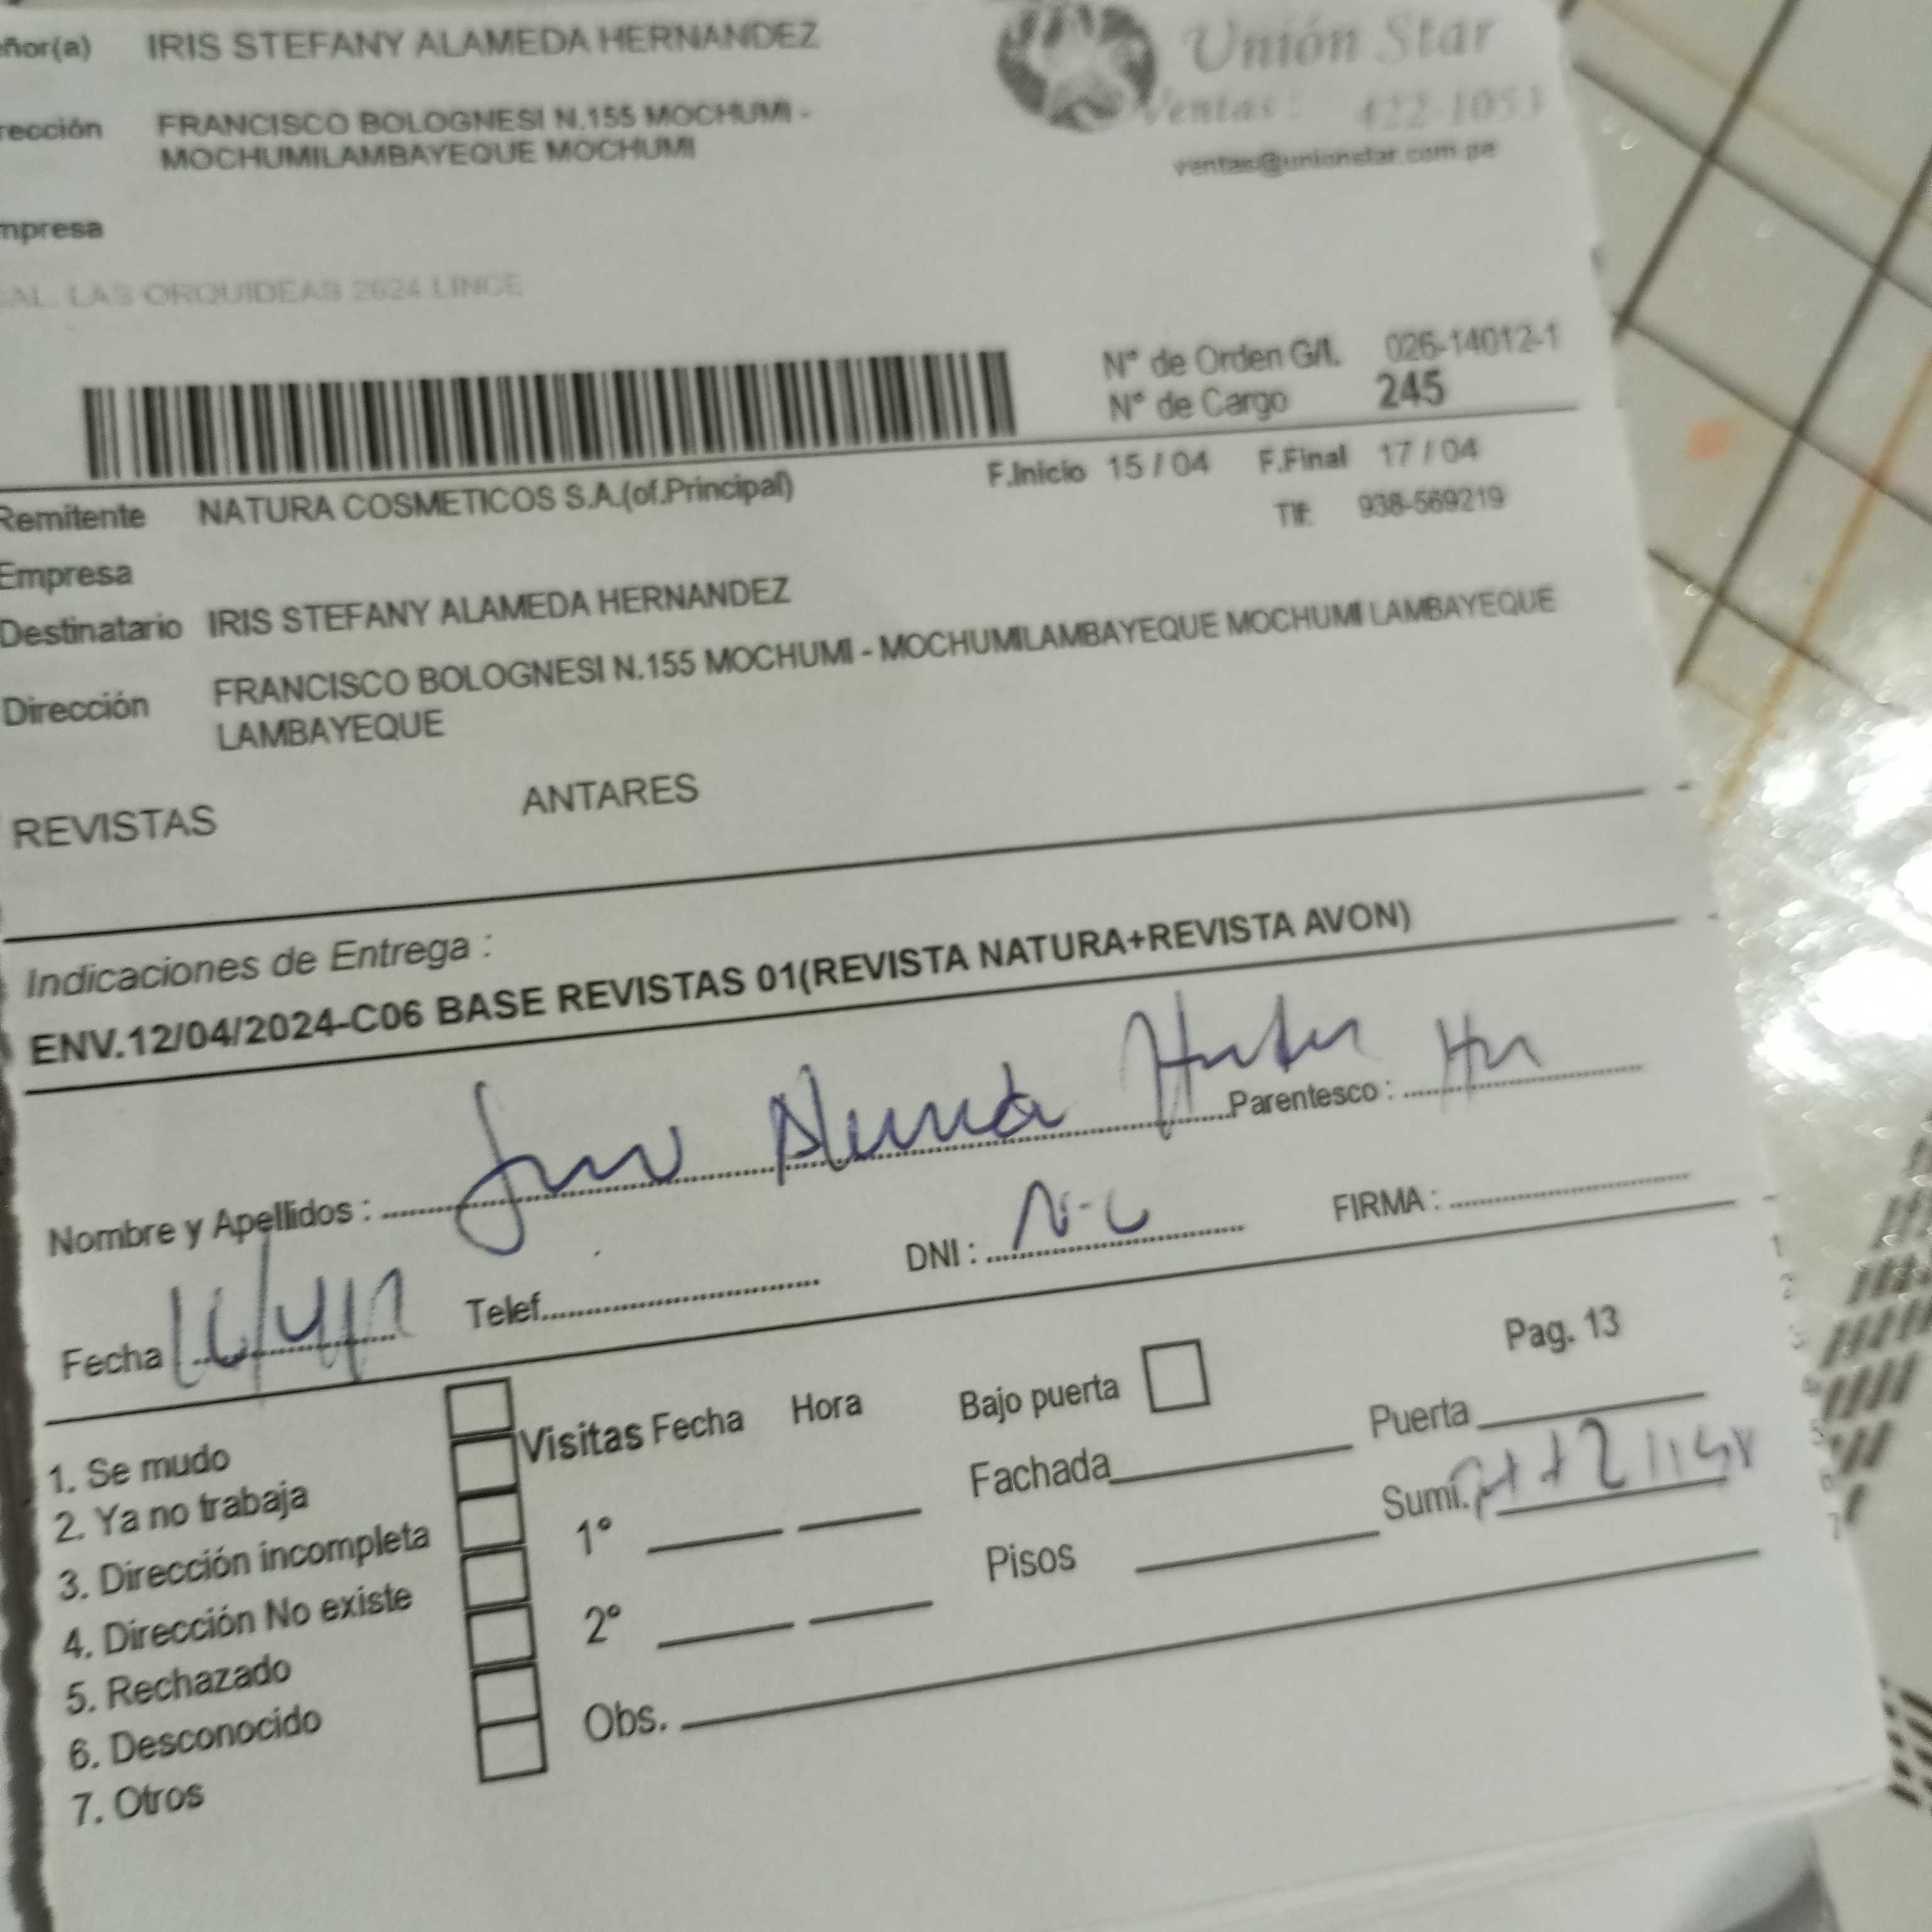 eñor(a) IRIS STEFANY ALAMEDA HERNANDEZ
Unión Star
Ventas : 422-1053
ventas@unionstar.com.pe
rección FRANCISCO BOLOGNESI N.155 MOCHUMI -
MOCHUMILAMBAYEQUE MOCHUMI
mpresa
CAL. LAS ORQUIDEAS 2624 LINCE
N° de Orden G/I. 026-14012-1
N° de Cargo 245
F.Inicio 15 / 04 F.Final 17 / 04
Remitente NATURA COSMETICOS S.A.(of.Principal)
Tlf: 938-569219
Empresa
Destinatario IRIS STEFANY ALAMEDA HERNANDEZ
Dirección FRANCISCO BOLOGNESI N.155 MOCHUMI - MOCHUMILAMBAYEQUE MOCHUMI LAMBAYEQUE
LAMBAYEQUE
REVISTAS ANTARES
Indicaciones de Entrega :
ENV.12/04/2024-C06 BASE REVISTAS 01(REVISTA NATURA+REVISTA AVON)
Nombre y Apellidos : Parentesco :
Fecha Telef. DNI : FIRMA :
Pag. 13
1. Se mudo
2. Ya no trabaja
3. Dirección incompleta
4. Dirección No existe
5. Rechazado
6. Desconocido
7. Otros
Visitas Fecha Hora
1°
2°
Obs.
Bajo puerta
Fachada
Pisos
Puerta
Sumi.